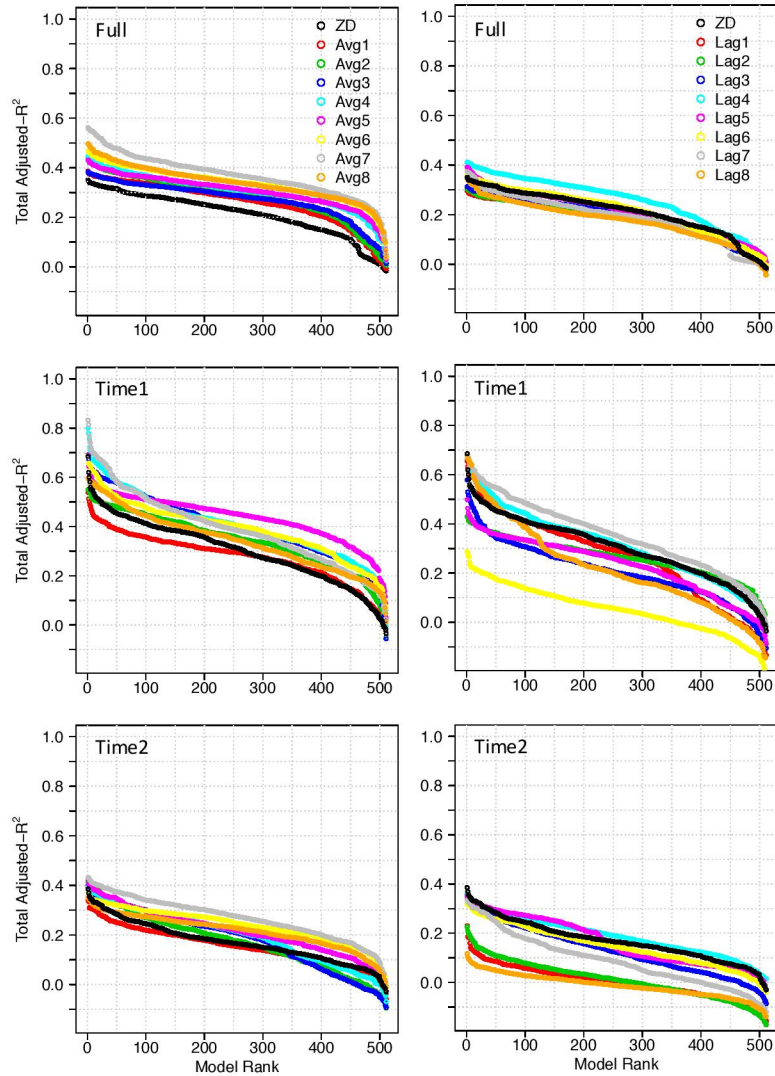 Full
ZD
Avg1
Avg2
Avg3
Avg4
Avg5
Avg6
Avg7
Avg8
Total Adjusted−R²
1.0
0.8
0.6
0.4
0.2
0.0
0 100 200 300 400 500
Full
ZD
Lag1
Lag2
Lag3
Lag4
Lag5
Lag6
Lag7
Lag8
1.0
0.8
0.6
0.4
0.2
0.0
0 100 200 300 400 500
Time1
Total Adjusted−R²
1.0
0.8
0.6
0.4
0.2
0.0
0 100 200 300 400 500
Time1
1.0
0.8
0.6
0.4
0.2
0.0
0 100 200 300 400 500
Time2
Total Adjusted−R²
1.0
0.8
0.6
0.4
0.2
0.0
0 100 200 300 400 500
Model Rank
Time2
1.0
0.8
0.6
0.4
0.2
0.0
0 100 200 300 400 500
Model Rank